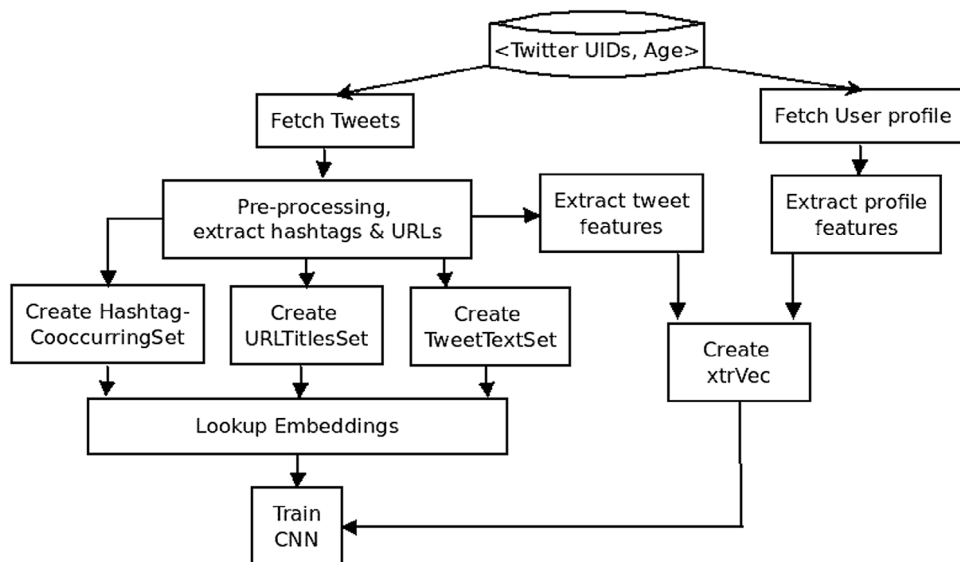 <Twitter UIDs, Age>
Fetch Tweets
Fetch User profile
Pre-processing,
extract hashtags & URLs
Extract tweet
features
Extract profile
features
Create Hashtag-
CooccurringSet
Create
URLTitlesSet
Create
TweetTextSet
Create
xtrVec
Lookup Embeddings
Train
CNN